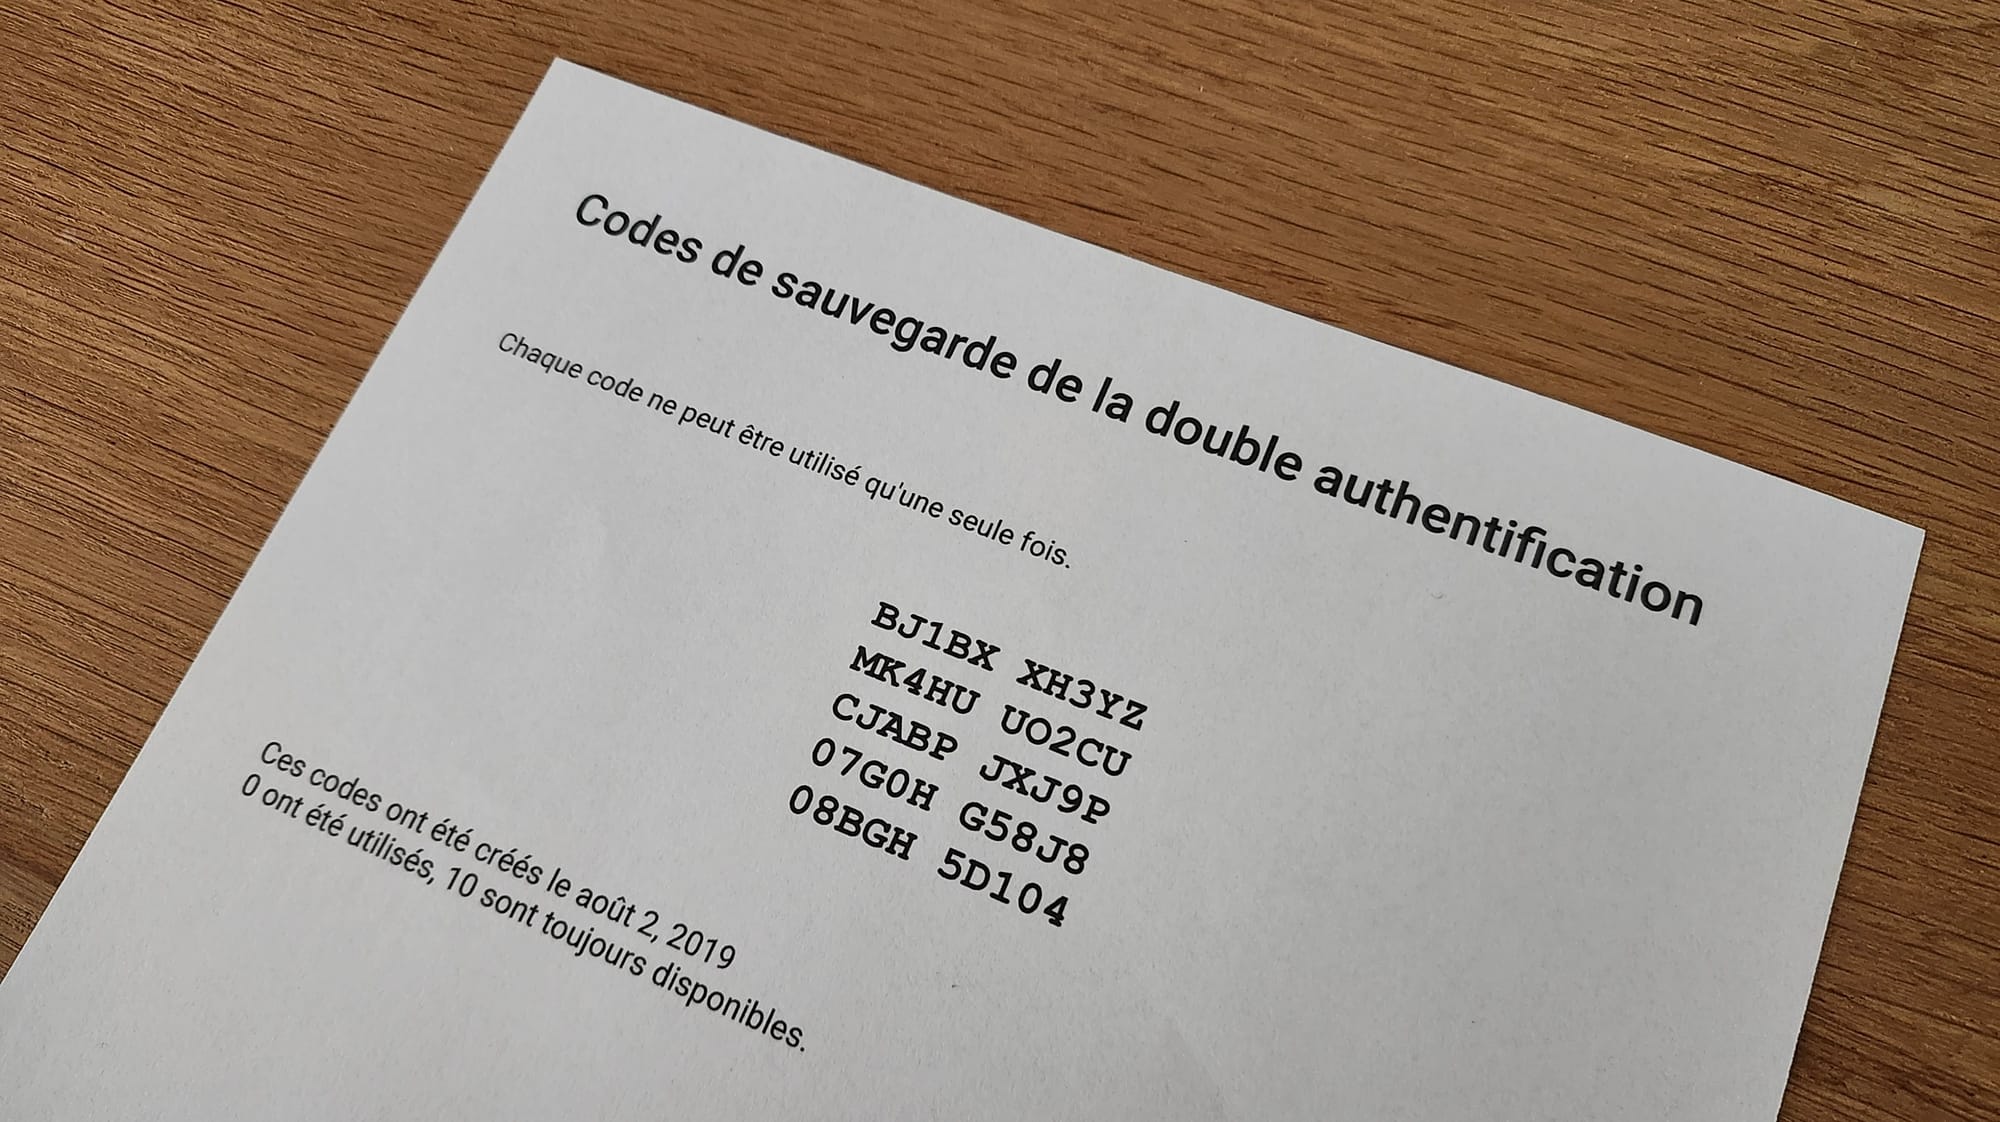 Codes de sauvegarde de la double authentification
Chaque code ne peut être utilisé qu'une seule fois.
BJ1BX XH3YZ
MK4HU UO2CU
CJABP JXJ9P
07G0H G58J8
08BGH 5D104
Ces codes ont été créés le août 2, 2019
0 ont été utilisés, 10 sont toujours disponibles.